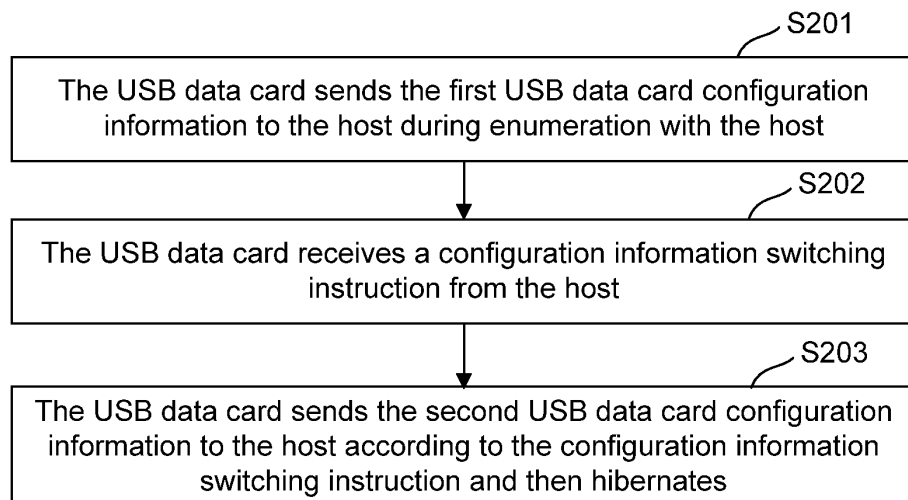 S201
The USB data card sends the first USB data card configuration
information to the host during enumeration with the host
S202
The USB data card receives a configuration information switching
instruction from the host
S203
The USB data card sends the second USB data card configuration
information to the host according to the configuration information
switching instruction and then hibernates